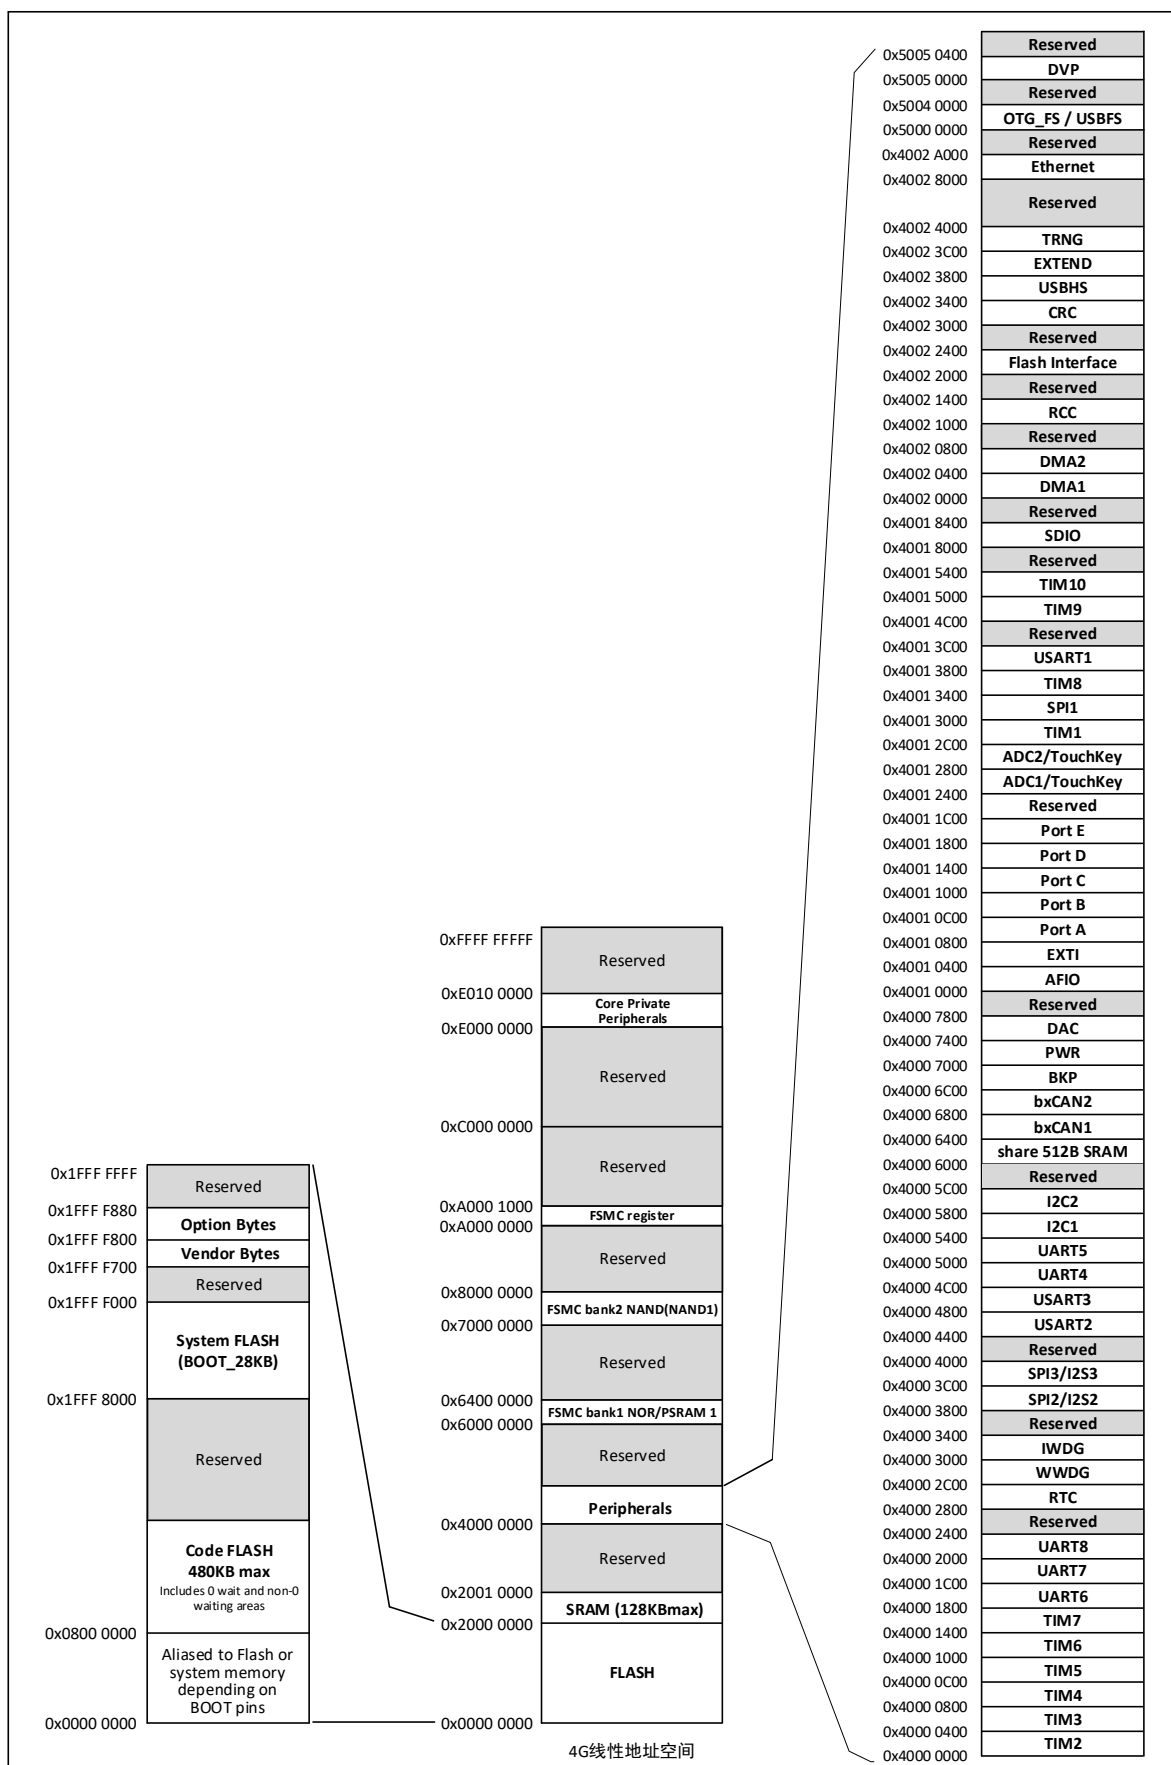 0x1FFF FFFF
Reserved
0x1FFF F880
Option Bytes
0x1FFF F800
Vendor Bytes
0x1FFF F700
Reserved
0x1FFF F000
System FLASH
(BOOT_28KB)
0x1FFF 8000
Reserved
Code FLASH
480KB max
Includes 0 wait and non-0
waiting areas
0x0800 0000
Aliased to Flash or
system memory
depending on
BOOT pins
0x0000 0000
0xFFFF FFFFF
Reserved
0xE010 0000
Core Private
Peripherals
0xE000 0000
Reserved
0xC000 0000
Reserved
0xA000 1000
FSMC register
0xA000 0000
Reserved
0x8000 0000
FSMC bank2 NAND(NAND1)
0x7000 0000
Reserved
0x6400 0000
FSMC bank1 NOR/PSRAM 1
0x6000 0000
Reserved
Peripherals
0x4000 0000
Reserved
0x2001 0000
SRAM (128KBmax)
0x2000 0000
FLASH
0x0000 0000
4G线性地址空间
Reserved
0x5005 0400
DVP
0x5005 0000
Reserved
0x5004 0000
OTG_FS / USBFS
0x5000 0000
Reserved
0x4002 A000
Ethernet
0x4002 8000
Reserved
0x4002 4000
TRNG
0x4002 3C00
EXTEND
0x4002 3800
USBHS
0x4002 3400
CRC
0x4002 3000
Reserved
0x4002 2400
Flash Interface
0x4002 2000
Reserved
0x4002 1400
RCC
0x4002 1000
Reserved
0x4002 0800
DMA2
0x4002 0400
DMA1
0x4002 0000
Reserved
0x4001 8400
SDIO
0x4001 8000
Reserved
0x4001 5400
TIM10
0x4001 5000
TIM9
0x4001 4C00
Reserved
0x4001 3C00
USART1
0x4001 3800
TIM8
0x4001 3400
SPI1
0x4001 3000
TIM1
0x4001 2C00
ADC2/TouchKey
0x4001 2800
ADC1/TouchKey
0x4001 2400
Reserved
0x4001 1C00
Port E
0x4001 1800
Port D
0x4001 1400
Port C
0x4001 1000
Port B
0x4001 0C00
Port A
0x4001 0800
EXTI
0x4001 0400
AFIO
0x4001 0000
Reserved
0x4000 7800
DAC
0x4000 7400
PWR
0x4000 7000
BKP
0x4000 6C00
bxCAN2
0x4000 6800
bxCAN1
0x4000 6400
share 512B SRAM
0x4000 6000
Reserved
0x4000 5C00
I2C2
0x4000 5800
I2C1
0x4000 5400
UART5
0x4000 5000
UART4
0x4000 4C00
USART3
0x4000 4800
USART2
0x4000 4400
Reserved
0x4000 4000
SPI3/I2S3
0x4000 3C00
SPI2/I2S2
0x4000 3800
Reserved
0x4000 3400
IWDG
0x4000 3000
WWDG
0x4000 2C00
RTC
0x4000 2800
Reserved
0x4000 2400
UART8
0x4000 2000
UART7
0x4000 1C00
UART6
0x4000 1800
TIM7
0x4000 1400
TIM6
0x4000 1000
TIM5
0x4000 0C00
TIM4
0x4000 0800
TIM3
0x4000 0400
TIM2
0x4000 0000